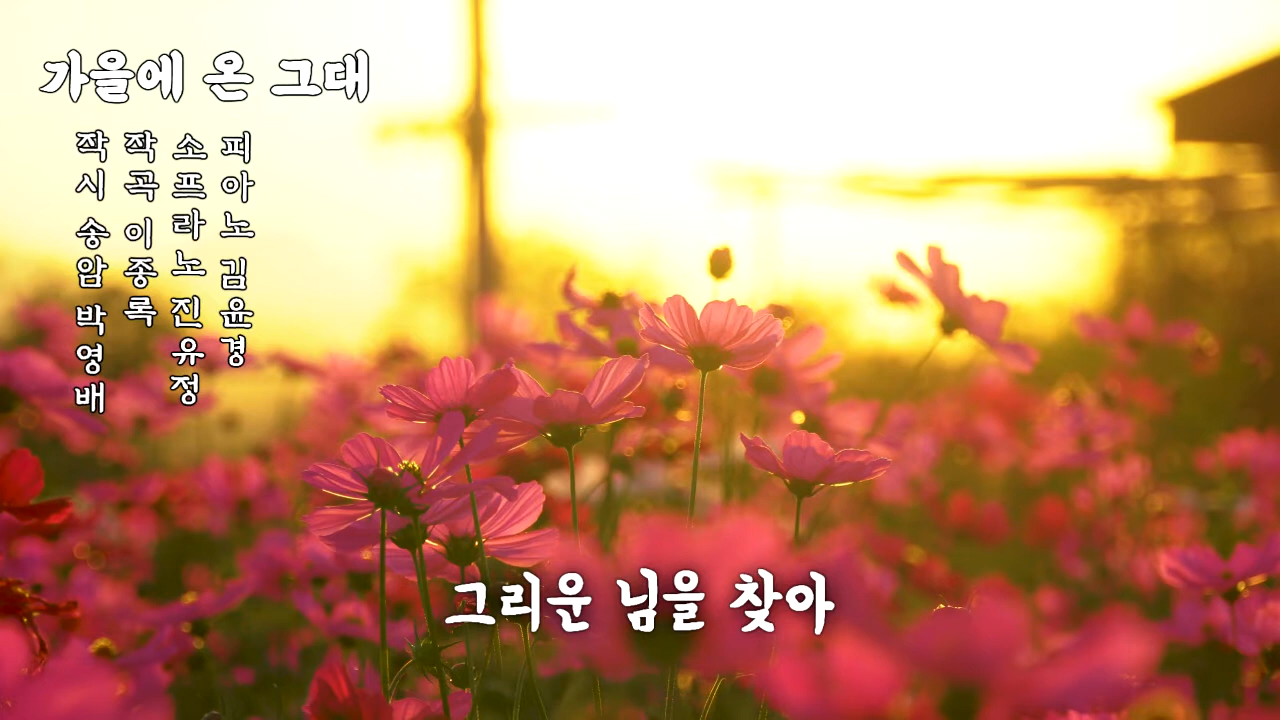 가을에 온 그대
작시 송암 박영배
작곡 이종록
소프라노 진유정
피아노 김윤경
그리운 님을 찾아